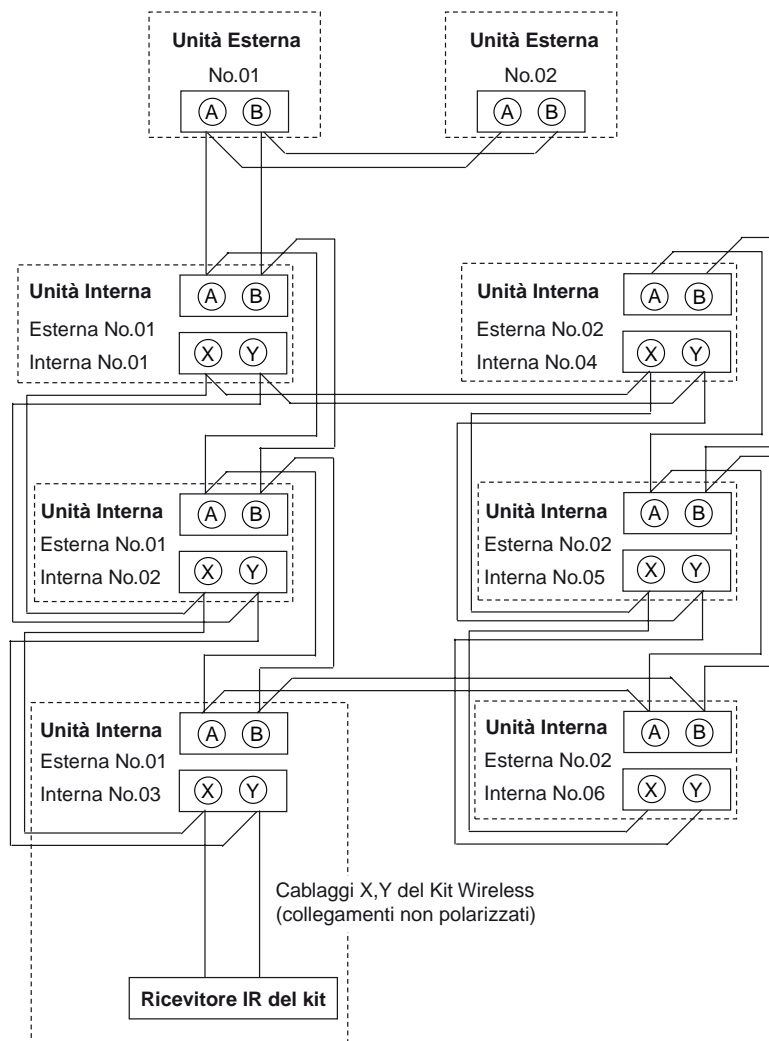 Unità Esterna
No.01
A B
Unità Esterna
No.02
A B
Unità Interna
Esterna No.01
Interna No.01
A B
X Y
Unità Interna
Esterna No.02
Interna No.04
A B
X Y
Unità Interna
Esterna No.01
Interna No.02
A B
X Y
Unità Interna
Esterna No.02
Interna No.05
A B
X Y
Unità Interna
Esterna No.01
Interna No.03
A B
X Y
Unità Interna
Esterna No.02
Interna No.06
A B
X Y
Cablaggi X,Y del Kit Wireless
(collegamenti non polarizzati)
Ricevitore IR del kit